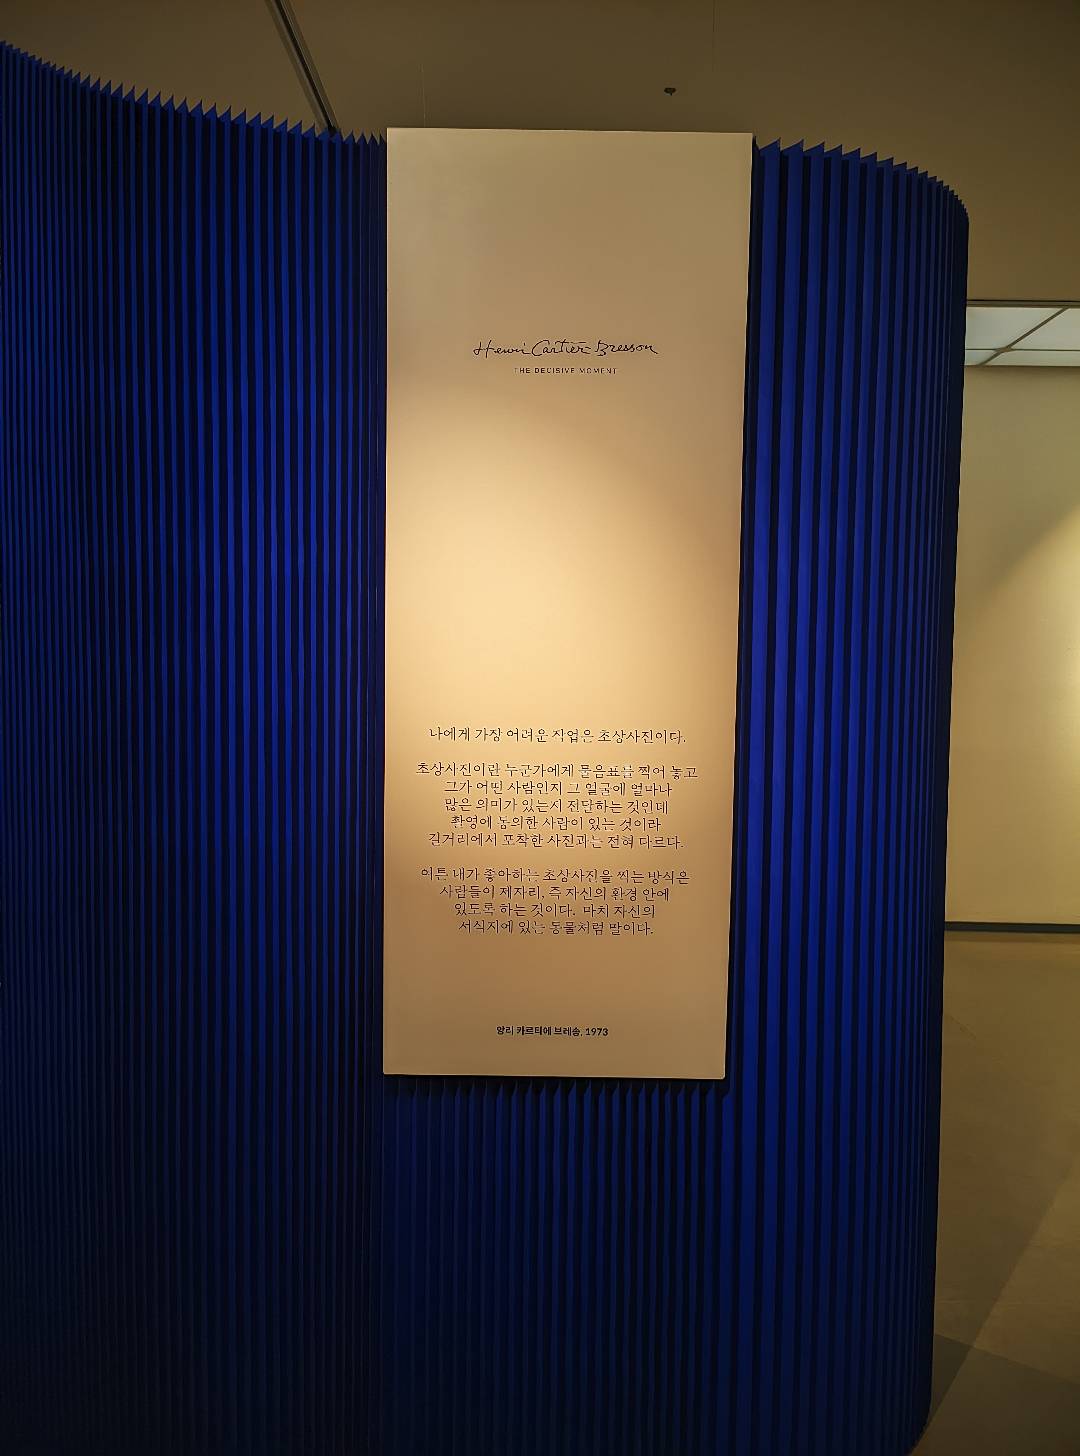 Henri Cartier-Bresson
THE DECISIVE MOMENT
나에게 가장 어려운 작업은 초상사진이다.
초상사진이란 누군가에게 물음표를 찍어 놓고
그가 어떤 사람인지 그 얼굴에 얼마나
많은 의미가 있는지 전달하는 것인데
촬영에 동의한 사람이 있는 것이라
길거리에서 포착한 사진과는 전혀 다르다.
여튼 내가 좋아하는 초상사진을 찍는 방식은
사람들이 제자리, 즉 자신의 환경 안에
있도록 하는 것이다. 마치 자신의
서식지에 있는 동물처럼 말이다.
앙리 카르티에 브레송, 1973